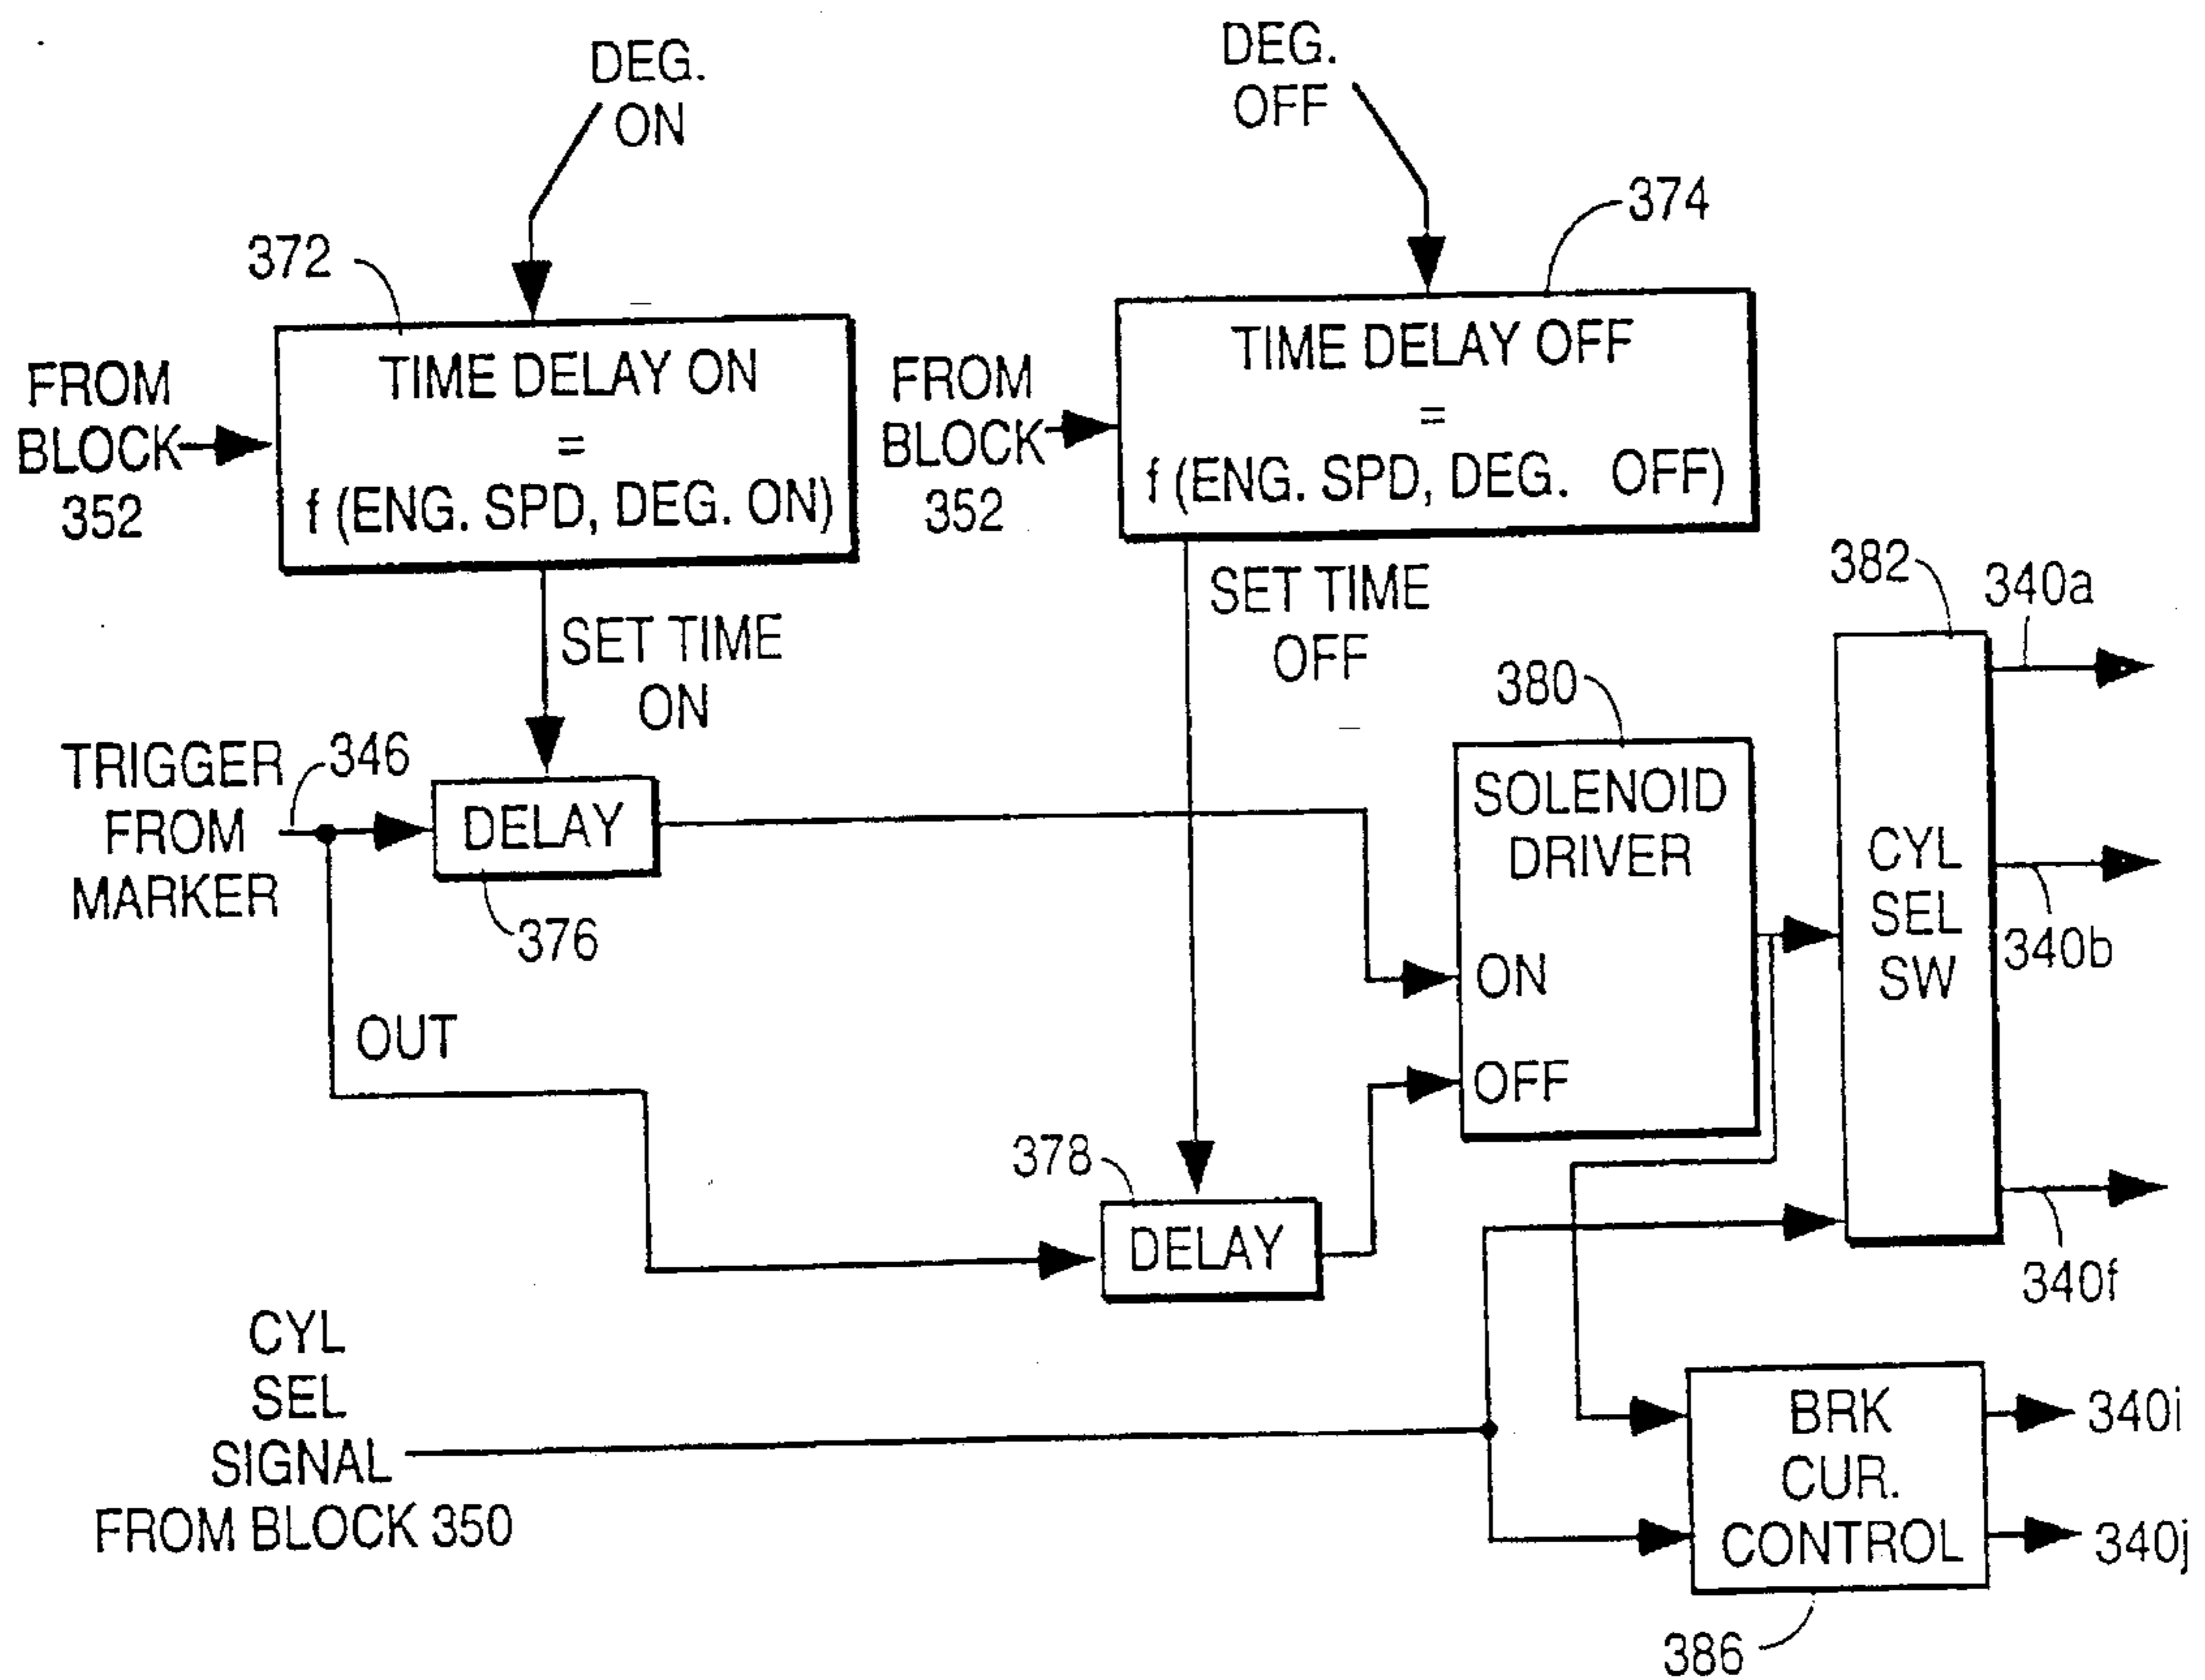 DEG.
ON
DEG.
OFF
372
374
FROM
BLOCK
352
TIME DELAY ON
=
f (ENG. SPD, DEG. ON)
FROM
BLOCK
352
TIME DELAY OFF
=
f (ENG. SPD, DEG. OFF)
SET TIME
ON
SET TIME
OFF
382
340a
380
TRIGGER
FROM
MARKER
346
DELAY
376
SOLENOID
DRIVER
ON
OFF
CYL
SEL
SW
340b
OUT
378
DELAY
340f
CYL
SEL
SIGNAL
FROM BLOCK 350
BRK
CUR.
CONTROL
340i
340j
386